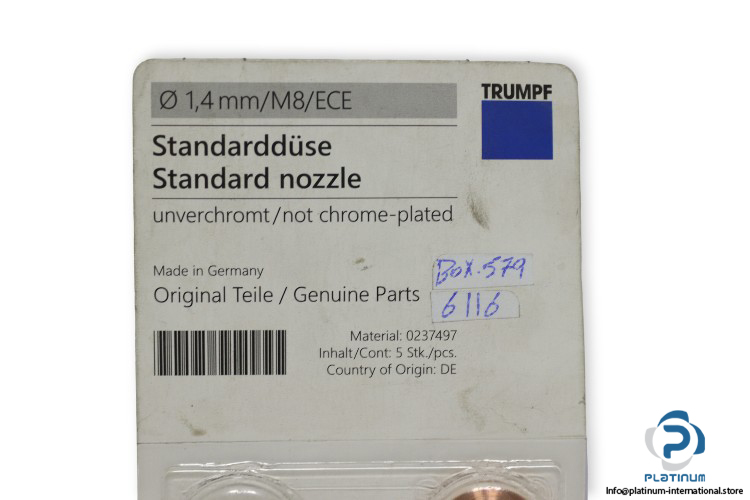 Ø 1,4 mm/M8/ECE
TRUMPF
Standarddüse
Standard nozzle
unverchromt/not chrome-plated
Made in Germany
Original Teile / Genuine Parts
Box.579
6116
Material: 0237497
Inhalt/Cont: 5 Stk./pcs.
Country of Origin: DE
PLATINUM
Info@platinum-international.store